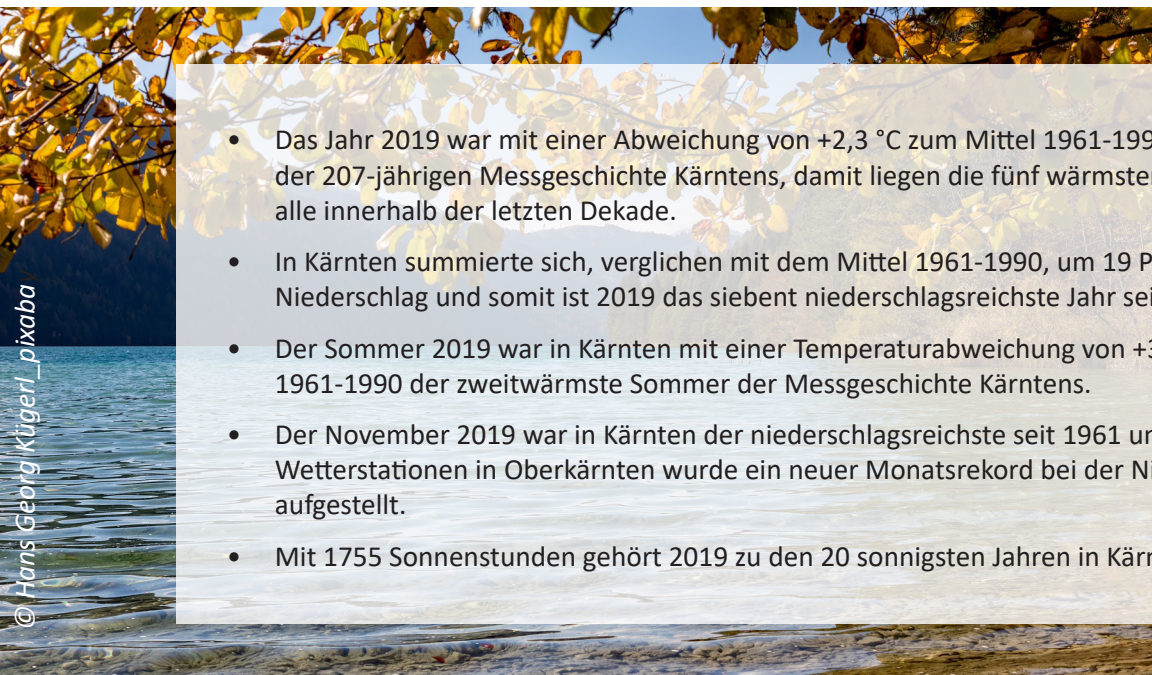 • Das Jahr 2019 war mit einer Abweichung von +2,3 °C zum Mittel 1961-199
der 207-jährigen Messgeschichte Kärntens, damit liegen die fünf wärmste
alle innerhalb der letzten Dekade.
• In Kärnten summierte sich, verglichen mit dem Mittel 1961-1990, um 19 P
Niederschlag und somit ist 2019 das siebent niederschlagsreichste Jahr sei
• Der Sommer 2019 war in Kärnten mit einer Temperaturabweichung von +3
1961-1990 der zweitwärmste Sommer der Messgeschichte Kärntens.
• Der November 2019 war in Kärnten der niederschlagsreichste seit 1961 un
Wetterstationen in Oberkärnten wurde ein neuer Monatsrekord bei der Ni
aufgestellt.
• Mit 1755 Sonnenstunden gehört 2019 zu den 20 sonnigsten Jahren in Kärn
© Hans Georg Kügerl_pixaba